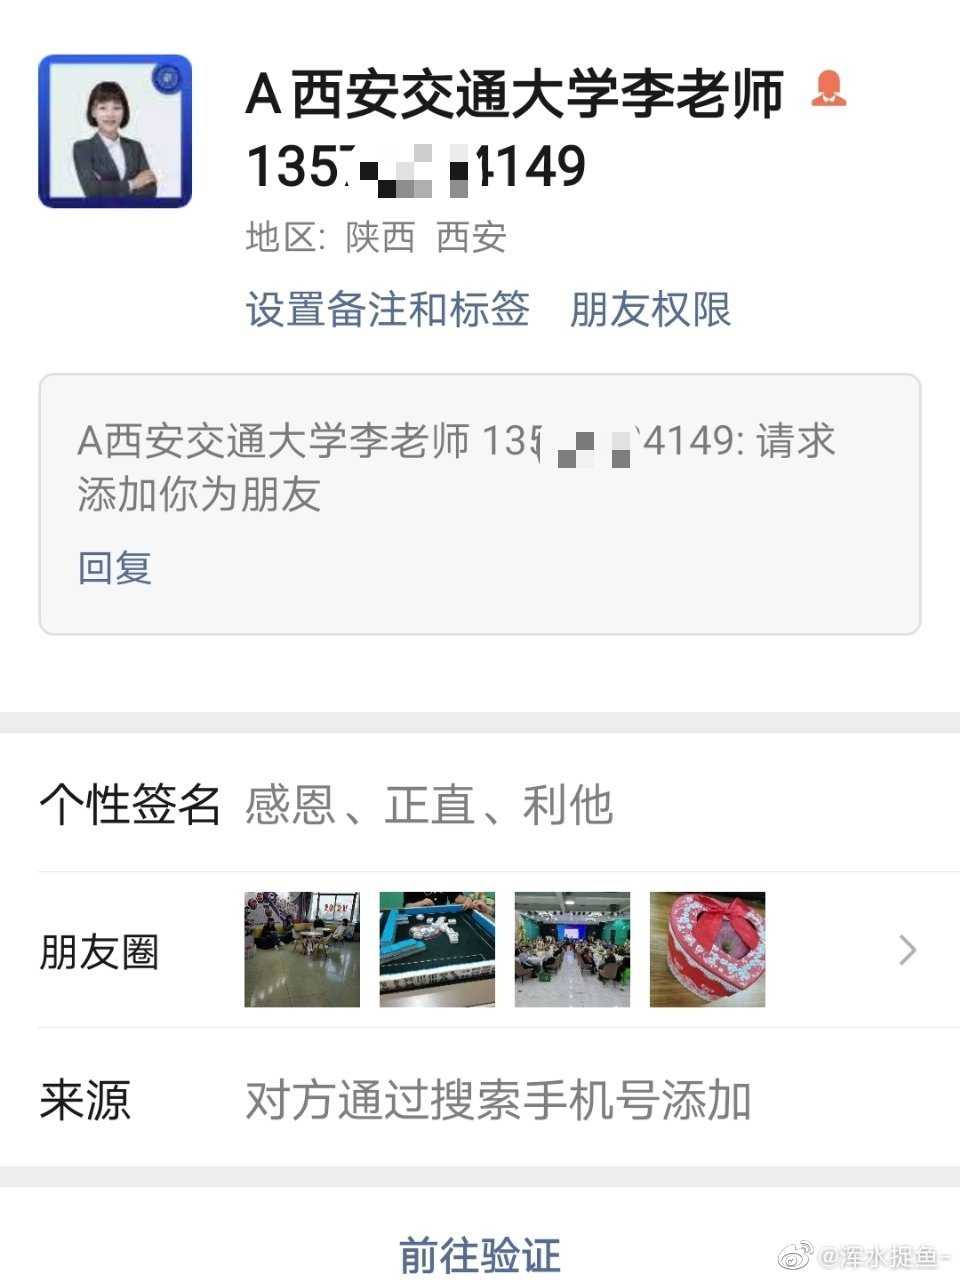 A西安交通大学李老师
135 4149
地区: 陕西 西安
设置备注和标签 朋友权限
A西安交通大学李老师 135 4149: 请求
添加你为朋友
回复
个性签名 感恩、正直、利他
朋友圈
来源 对方通过搜索手机号添加
前往验证
@浑水捉鱼-